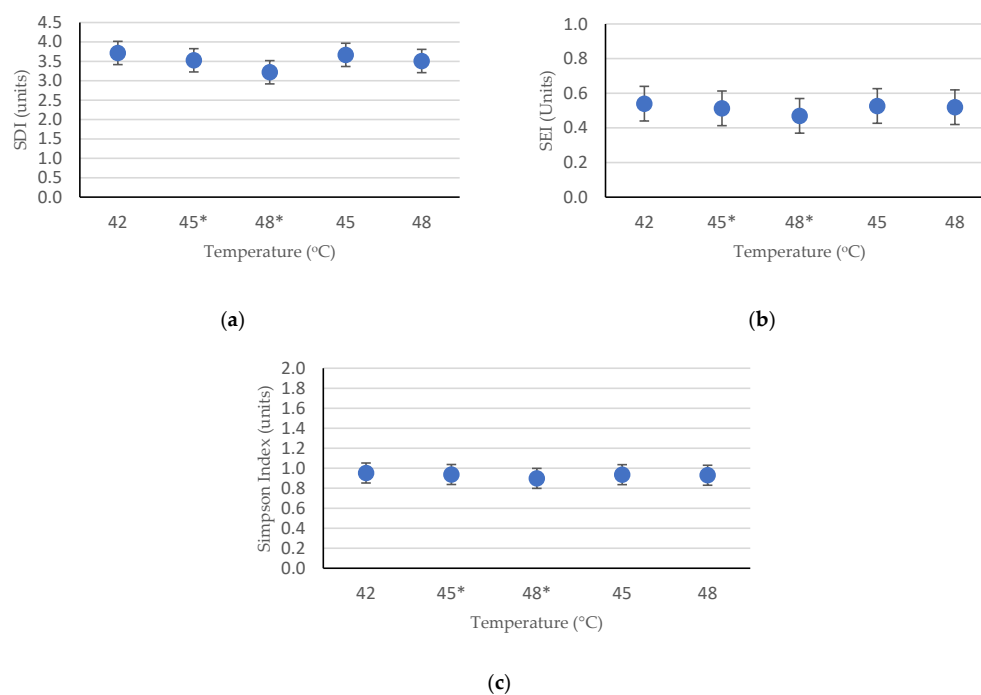 4.5
4.0
3.5
3.0
2.5
2.0
1.5
1.0
0.5
0.0
SDI (units)
42 45* 48* 45 48
Temperature (°C)
(a)
1.0
0.8
0.6
0.4
0.2
0.0
SEI (Units)
42 45* 48* 45 48
Temperature (°C)
(b)
2.0
1.8
1.6
1.4
1.2
1.0
0.8
0.6
0.4
0.2
0.0
Simpson Index (units)
42 45* 48* 45 48
Temperature (°C)
(c)